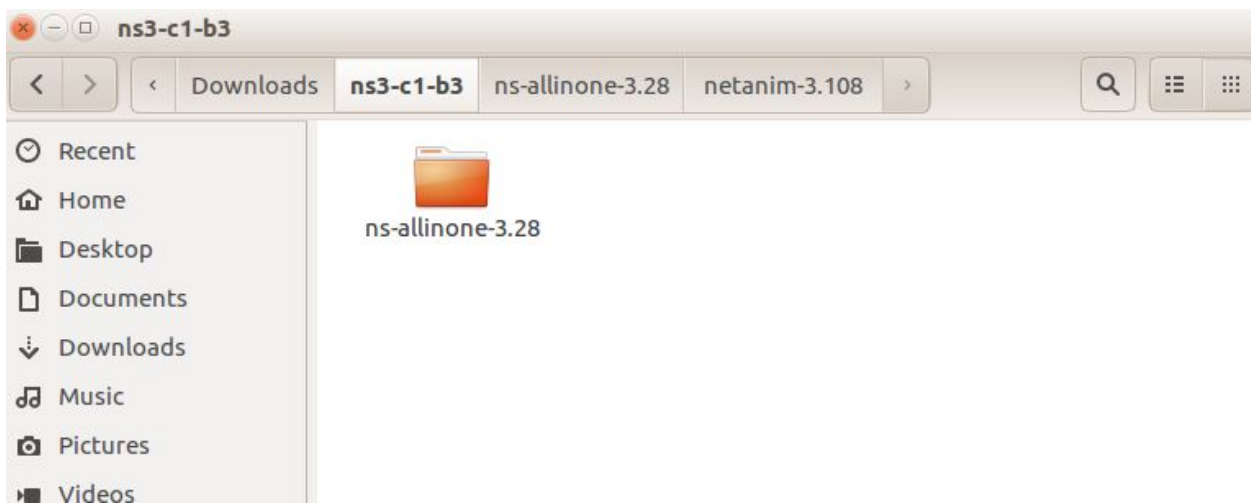 ns3-c1-b3
Downloads ns3-c1-b3 ns-allinone-3.28 netanim-3.108
Recent
Home
Desktop
Documents
Downloads
Music
Pictures
Videos
ns-allinone-3.28